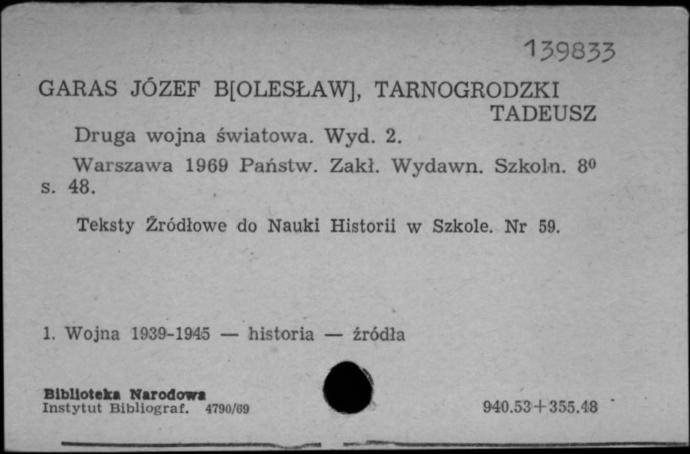 139833
GARAS JÓZEF B[OLESŁAW], TARNOGRODZKI
TADEUSZ
Druga wojna światowa. Wyd. 2.
Warszawa 1969 Państw. Zakł. Wydawn. Szkoln. 8⁰
s. 48.
Teksty Źródłowe do Nauki Historii w Szkole. Nr 59.
1. Wojna 1939-1945 — historia — źródła
Biblioteka Narodowa
Instytut Bibliograf. 4790/69
940.53+355.48